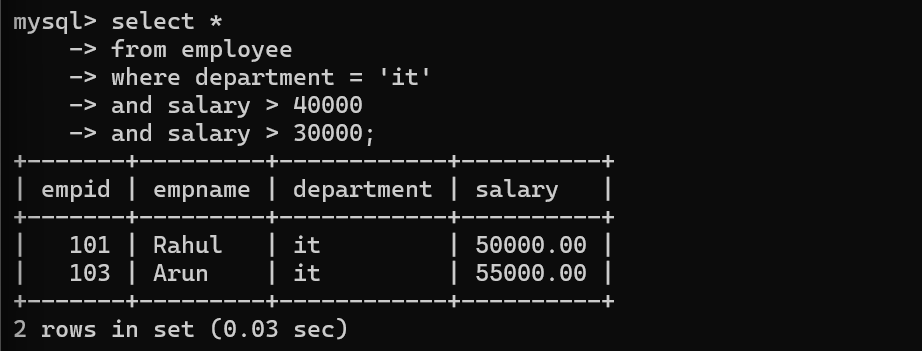 mysql> select *
    -> from employee
    -> where department = 'it'
    -> and salary > 40000
    -> and salary > 30000;
+-------+---------+------------+----------+
| empid | empname | department | salary   |
+-------+---------+------------+----------+
|   101 | Rahul   | it         | 50000.00 |
|   103 | Arun    | it         | 55000.00 |
+-------+---------+------------+----------+
2 rows in set (0.03 sec)